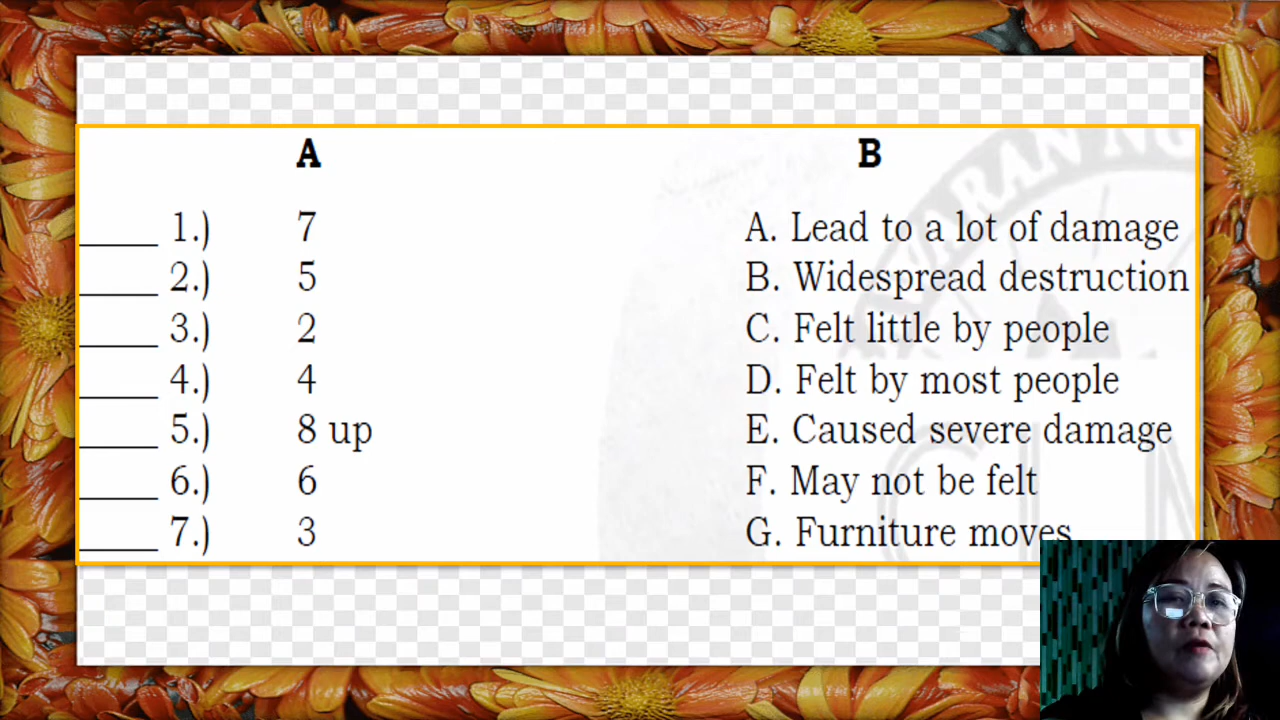 A B
_____ 1.) 7 A. Lead to a lot of damage
_____ 2.) 5 B. Widespread destruction
_____ 3.) 2 C. Felt little by people
_____ 4.) 4 D. Felt by most people
_____ 5.) 8 up E. Caused severe damage
_____ 6.) 6 F. May not be felt
_____ 7.) 3 G. Furniture moves